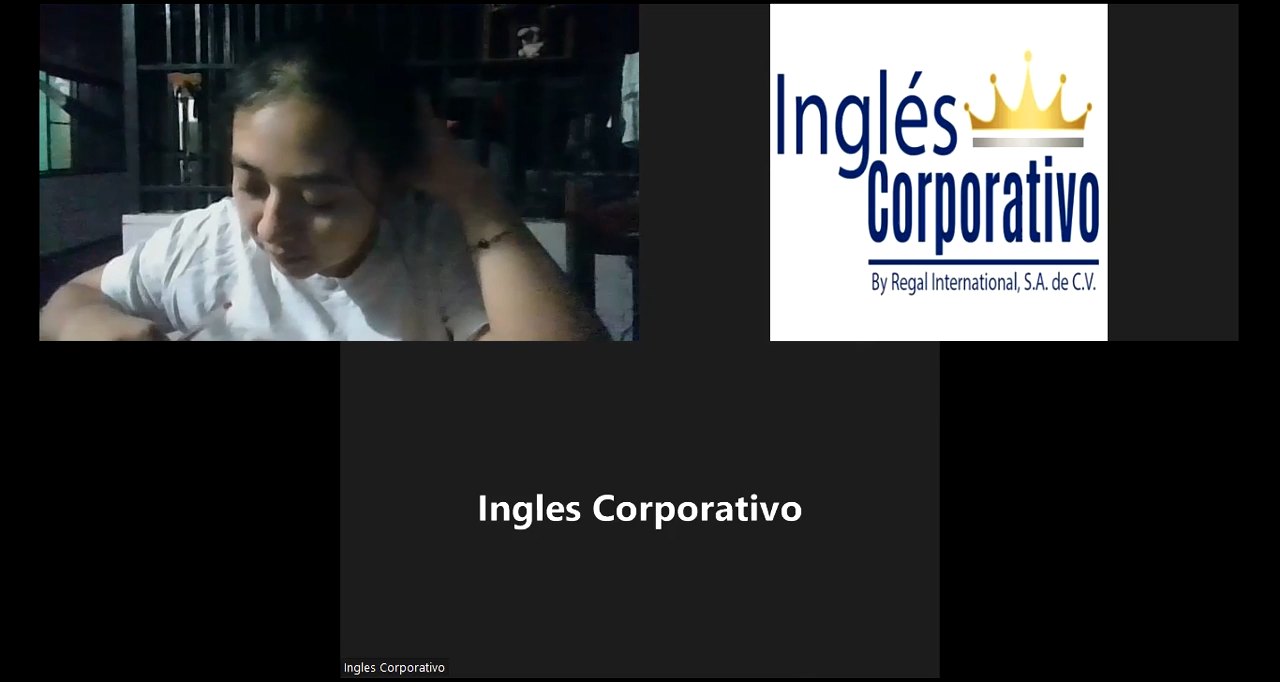 Inglés
Corporativo
By Regal International, S.A. de C.V.
Ingles Corporativo
Ingles Corporativo